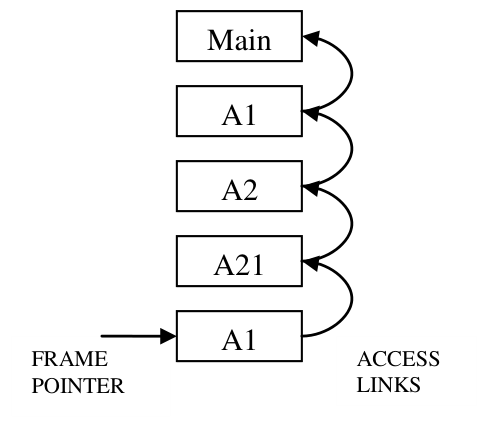 Main
A1
A2
A21
A1
FRAME
POINTER
ACCESS
LINKS